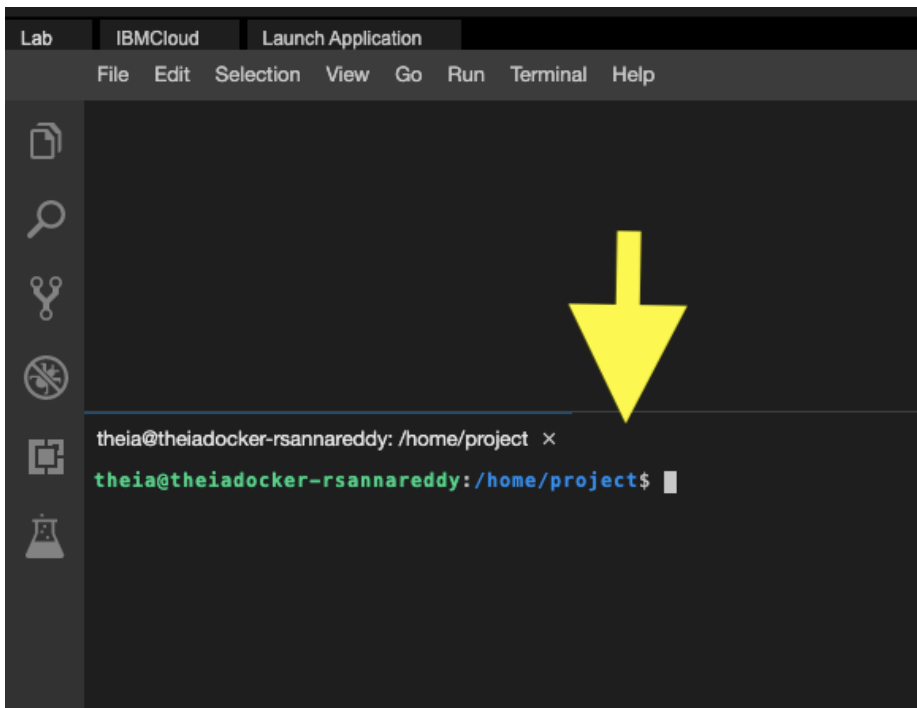 Lab IBMCloud Launch Application
File Edit Selection View Go Run Terminal Help
theia@theiadocker-rsannareddy: /home/project ×
theia@theiadocker-rsannareddy:/home/project$